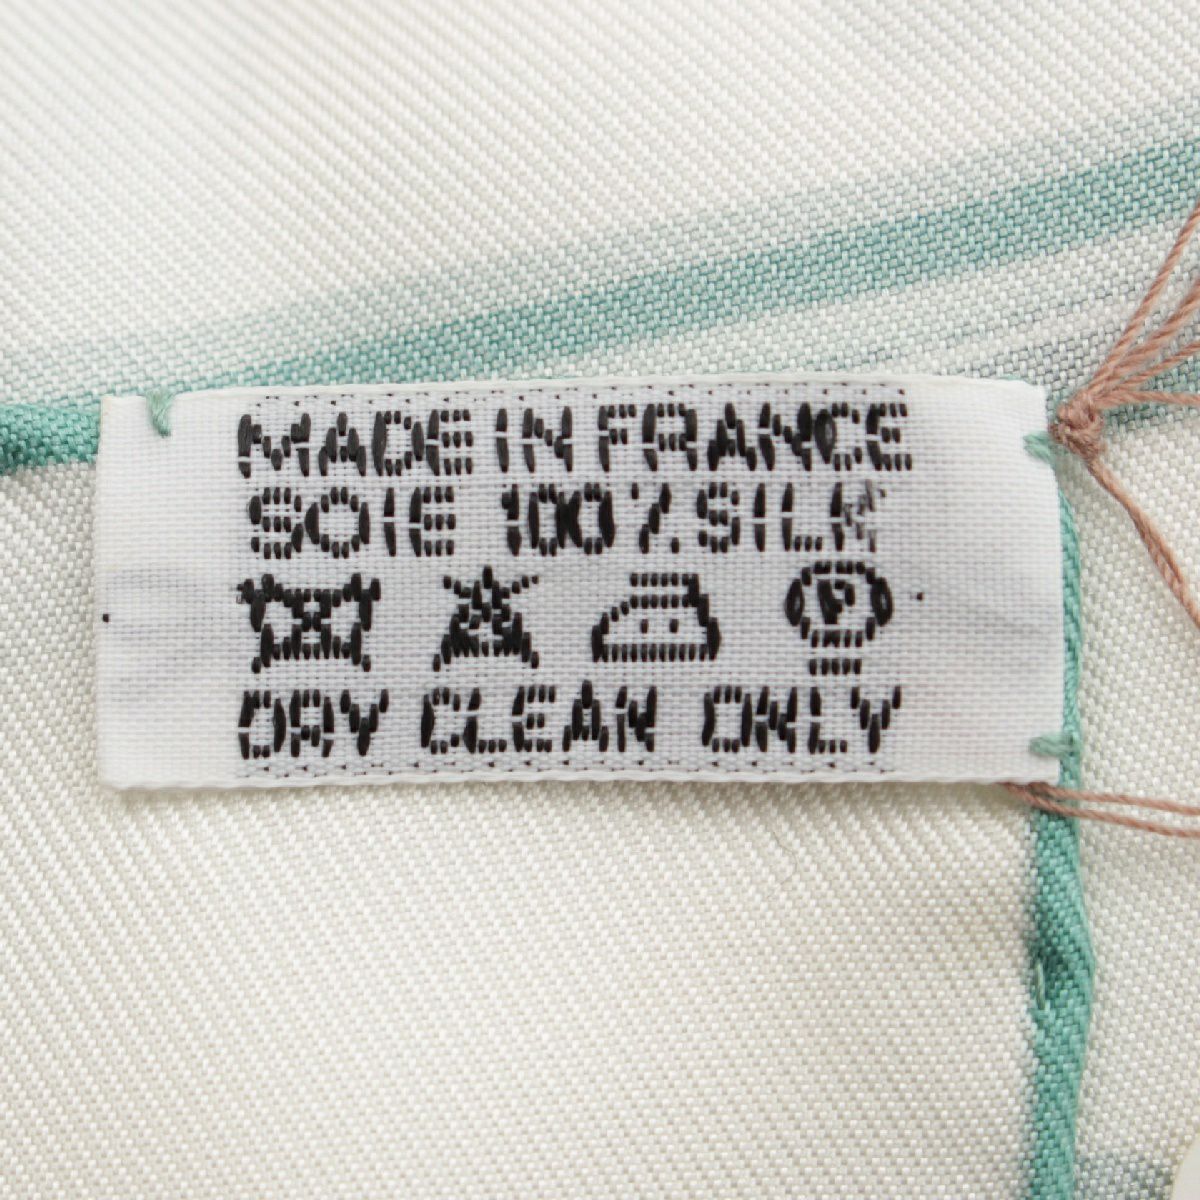 MADE IN FRANCE
SOIE 100% SILK
F
DRY CLEAN ONLY